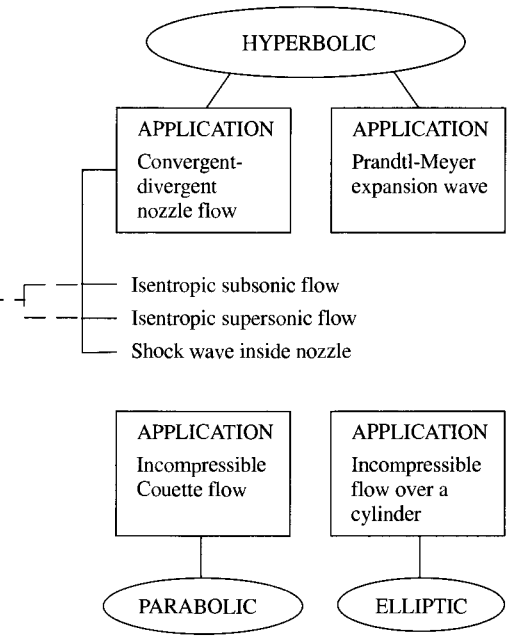 HYPERBOLIC
APPLICATION
Convergent-
divergent
nozzle flow
APPLICATION
Prandtl-Meyer
expansion wave
Isentropic subsonic flow
Isentropic supersonic flow
Shock wave inside nozzle
APPLICATION
Incompressible
Couette flow
APPLICATION
Incompressible
flow over a
cylinder
PARABOLIC
ELLIPTIC